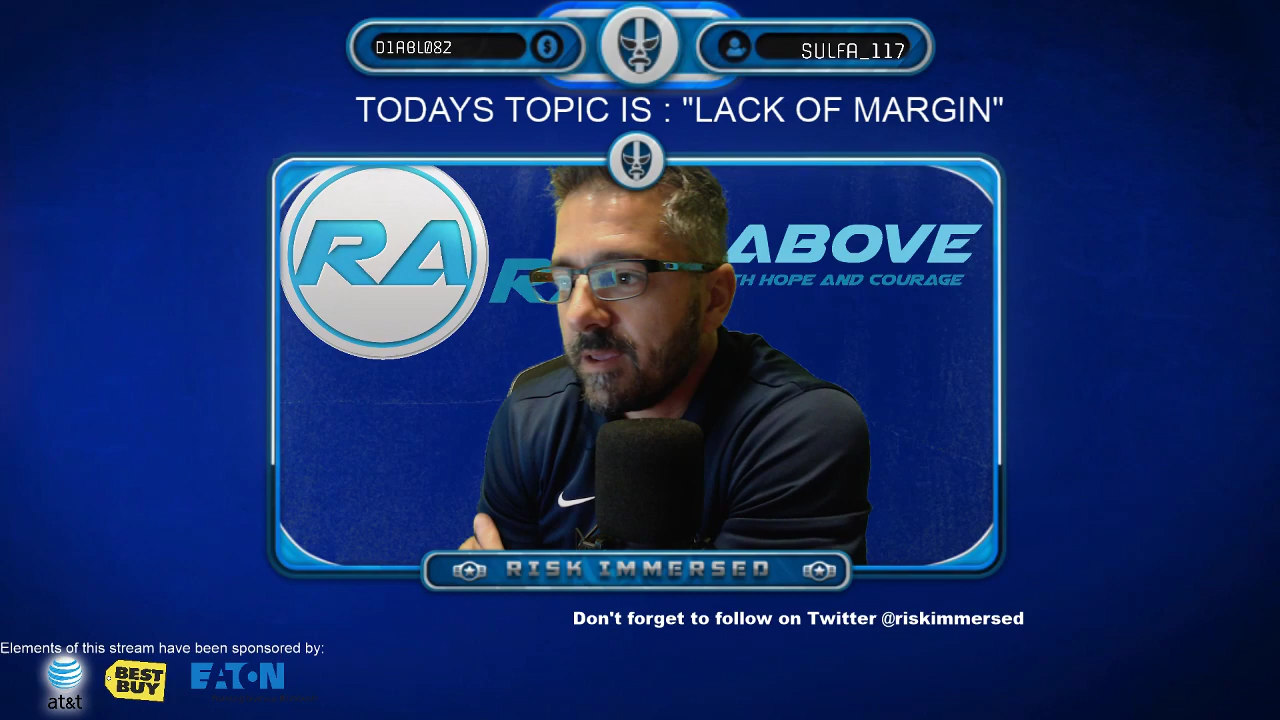 D1ABL082
SULFA_117
TODAYS TOPIC IS : "LACK OF MARGIN"
RA
ABOVE
TH HOPE AND COURAGE
RISK IMMERSED
Don't forget to follow on Twitter @riskimmersed
Elements of this stream have been sponsored by:
at&t
BEST
BUY
EATON